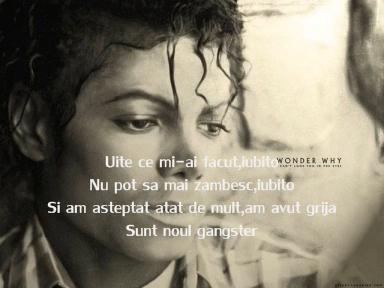 Uite ce mi-ai facut,iubito
WONDER WHY
Nu pot sa mai zambesc,iubito
Si am asteptat atat de mult,am avut grija
Sunt noul gangster